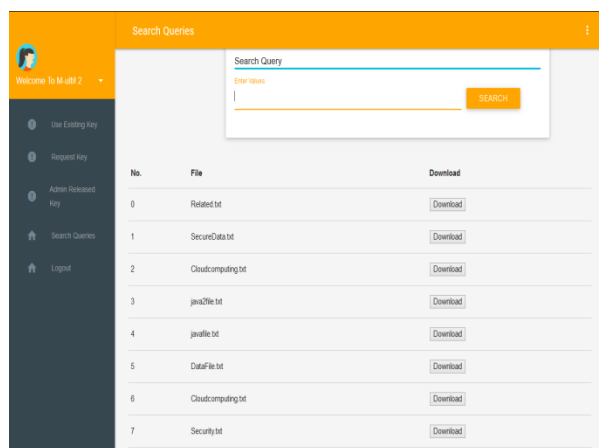 Search Queries
Welcome To M-ulti! 2
Use Existing Key
Request Key
Admin Released
Key
Search Queries
Logout
Search Query
Enter Values
SEARCH
No. File Download
0 Related.txt Download
1 SecureData.txt Download
2 Cloudcomputing.txt Download
3 java2file.txt Download
4 javafile.txt Download
5 DataFile.txt Download
6 Cloudcomputing.txt Download
7 Security.txt Download